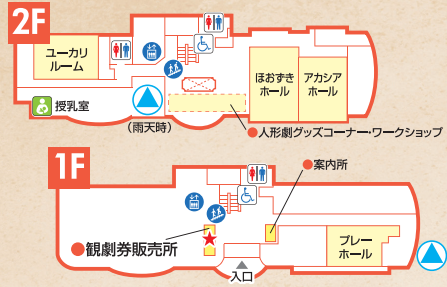 2F
ユーカリ
ルーム
ほおずき
ホール
アカシア
ホール
授乳室
(雨天時)
●人形劇グッズコーナー・ワークショップ
1F
●案内所
●観劇券販売所
プレー
ホール
入口